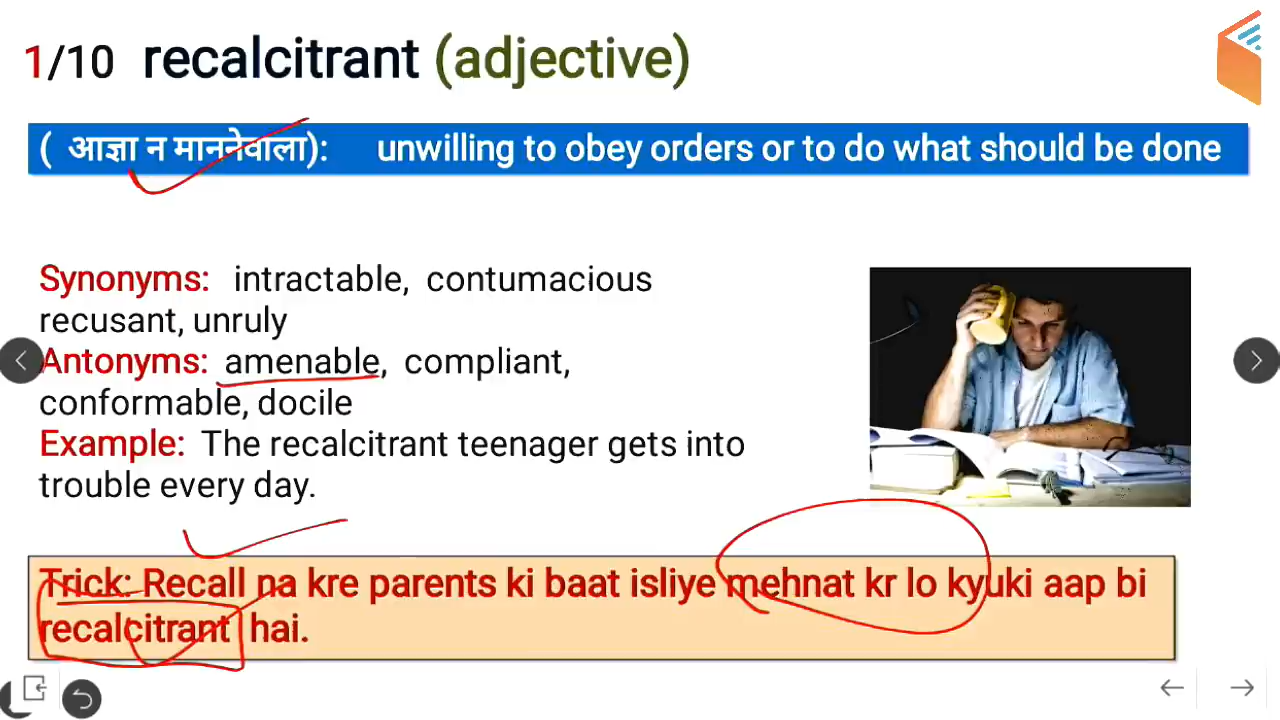 1/10 recalcitrant (adjective)
( आज्ञा न माननेवाला): unwilling to obey orders or to do what should be done
Synonyms: intractable, contumacious
recusant, unruly
Antonyms: amenable, compliant,
conformable, docile
Example: The recalcitrant teenager gets into
trouble every day.
Trick: Recall na kre parents ki baat isliye mehnat kr lo kyuki aap bi
recalcitrant hai.